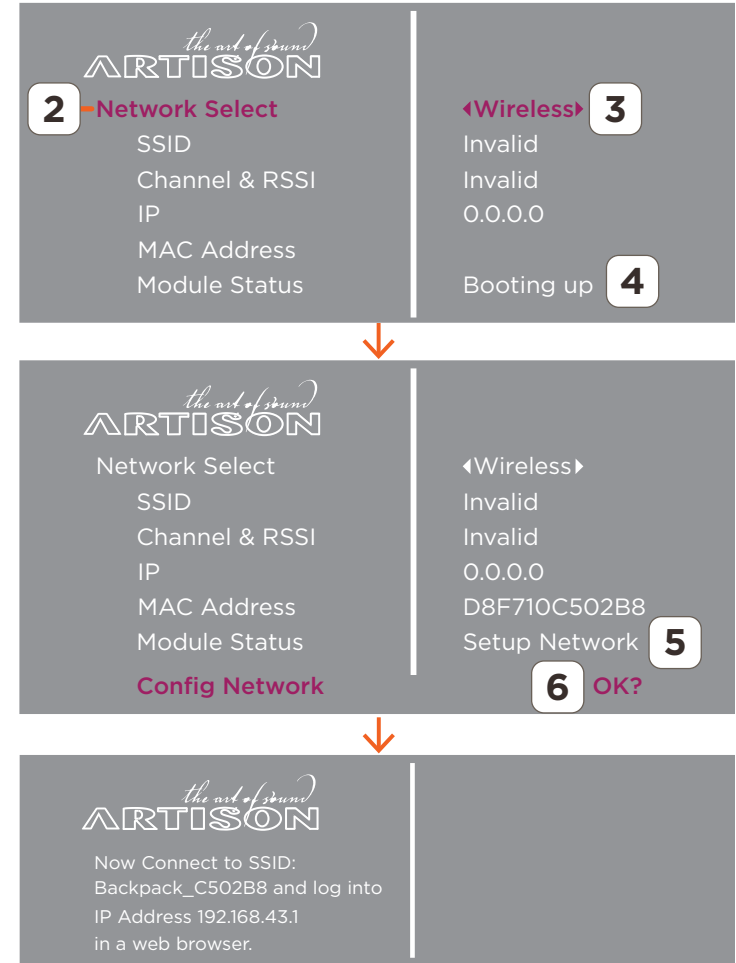 the art of sound
ARTISON
2 Network Select ◂Wireless▸ 3
SSID Invalid
Channel & RSSI Invalid
IP 0.0.0.0
MAC Address
Module Status Booting up 4
the art of sound
ARTISON
Network Select ◂Wireless▸
SSID Invalid
Channel & RSSI Invalid
IP 0.0.0.0
MAC Address D8F710C502B8
Module Status Setup Network 5
Config Network 6 OK?
the art of sound
ARTISON
Now Connect to SSID:
Backpack_C502B8 and log into
IP Address 192.168.43.1
in a web browser.